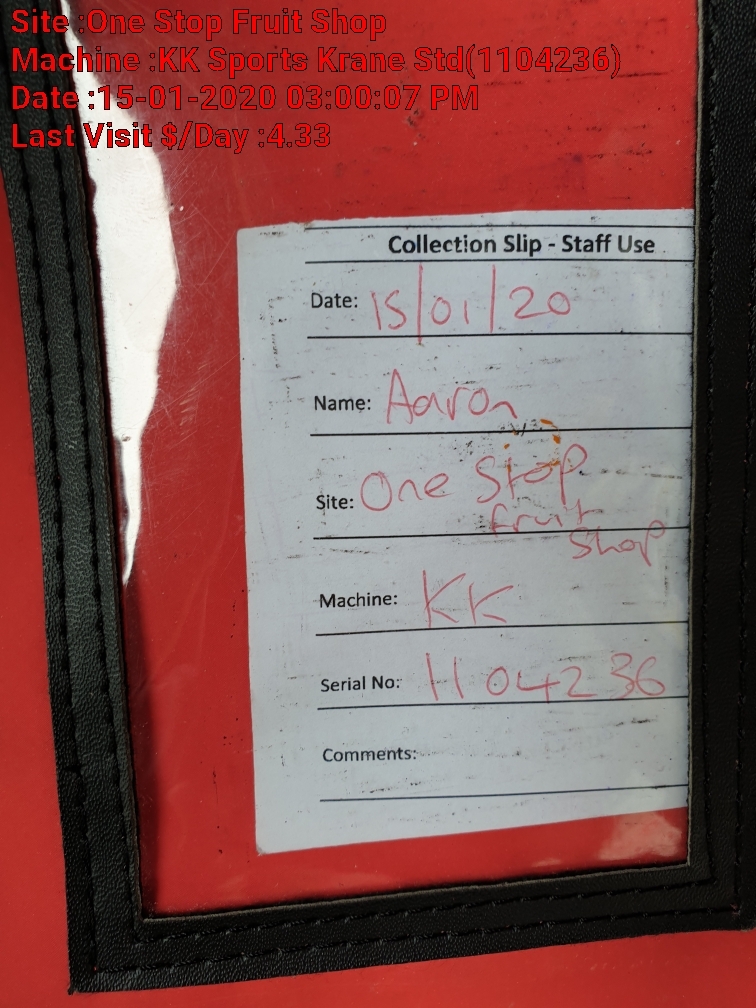 Site :One Stop Fruit Shop
Machine :KK Sports Krane Std(1104236)
Date :15-01-2020 03:00:07 PM
Last Visit $/Day :4.33
Collection Slip - Staff Use
Date: 15/01/20
Name: Aaron
Site: One Stop
fruit
Shop
Machine: KK
Serial No: 1104236
Comments: